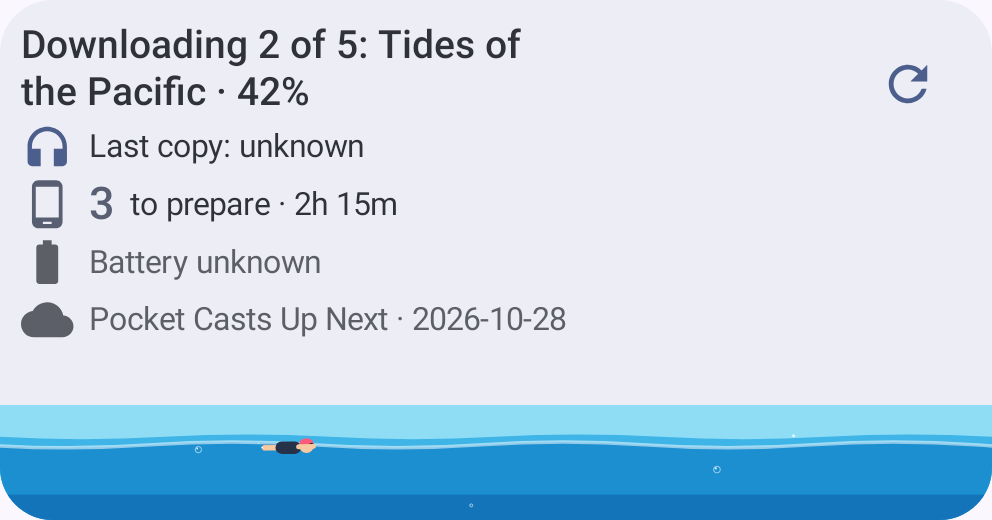 Downloading 2 of 5: Tides of
the Pacific · 42%
Last copy: unknown
3 to prepare · 2h 15m
Battery unknown
Pocket Casts Up Next · 2026-10-28